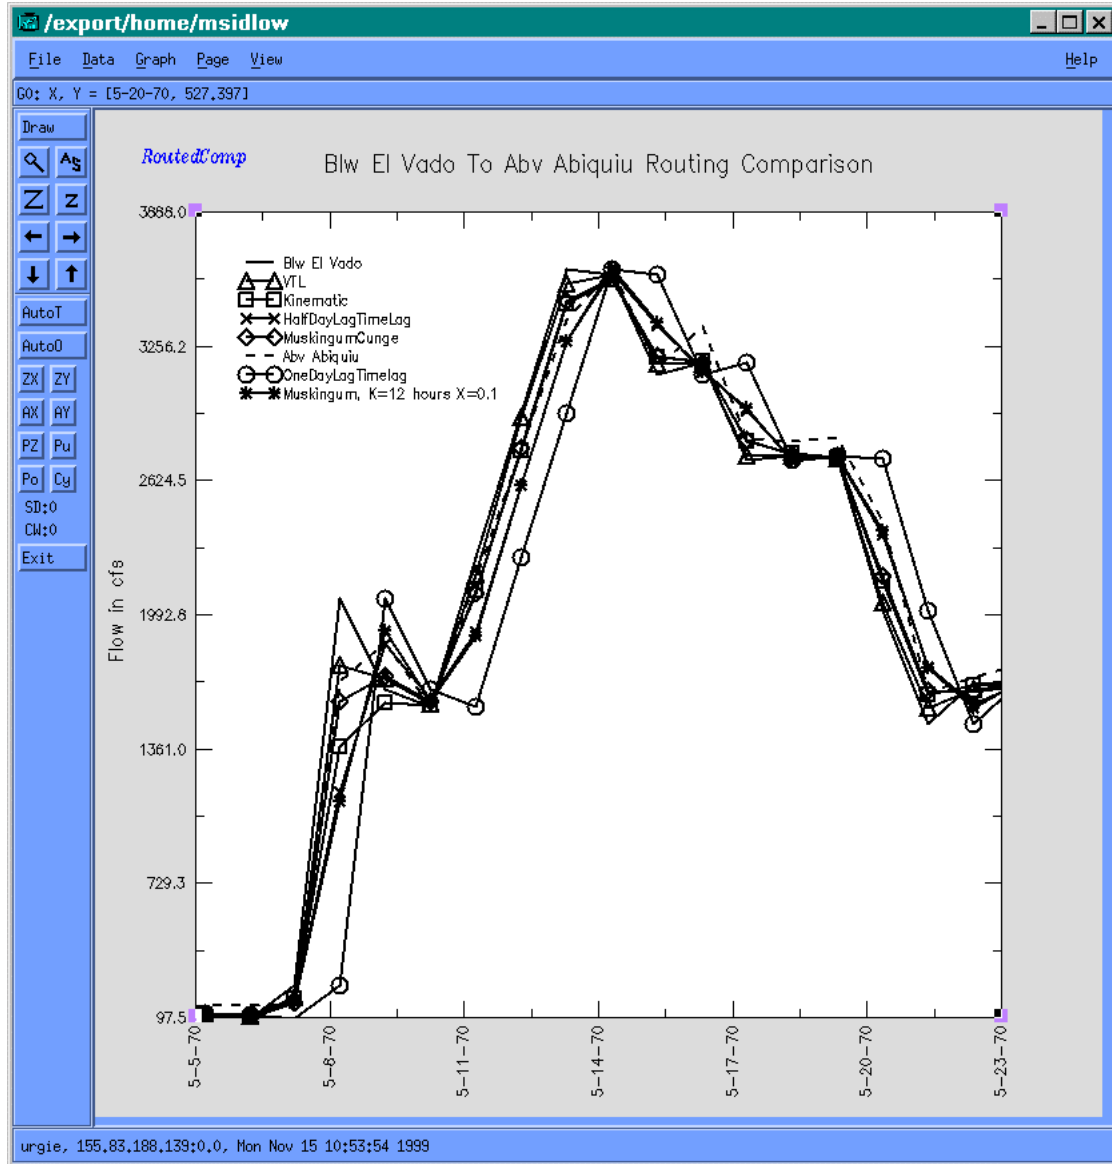 /export/home/msidlow
File Data Graph Page View Help
G0: X, Y = [5-20-70, 527.397]
Draw
AS
Z z
AutoT
AutoO
ZX ZY
AX AY
PZ Pu
Po Cy
SD:0
CW:0
Exit
RoutedComp
Blw El Vado To Abv Abiquiu Routing Comparison
Blw El Vado
VTL
Kinematic
HalfDayLagTimeLag
MuskingumCunge
Abv Abiquiu
OneDayLagTimelag
Muskingum, K=12 hours X=0.1
Flow in cfs
3888.0
3256.2
2624.5
1992.8
1361.0
729.3
97.5
5-5-70
5-8-70
5-11-70
5-14-70
5-17-70
5-20-70
5-23-70
urgie, 155.83.188.139:0.0, Mon Nov 15 10:53:54 1999